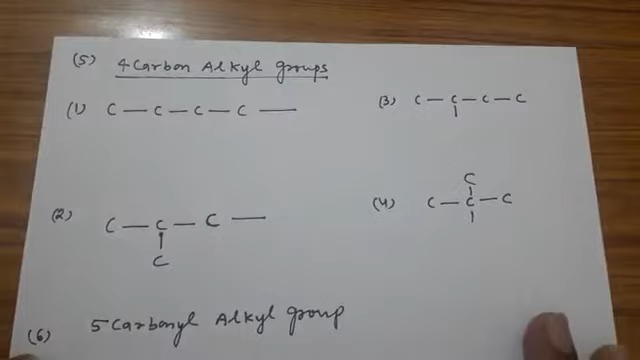 (5) 4 Carbon Alkyl groups
(1) C — C — C — C —
(3) C — C — C — C
|
(2) C — C — C —
|
C
(4) C
|
C — C — C
|
(6) 5 Carbonyl Alkyl group